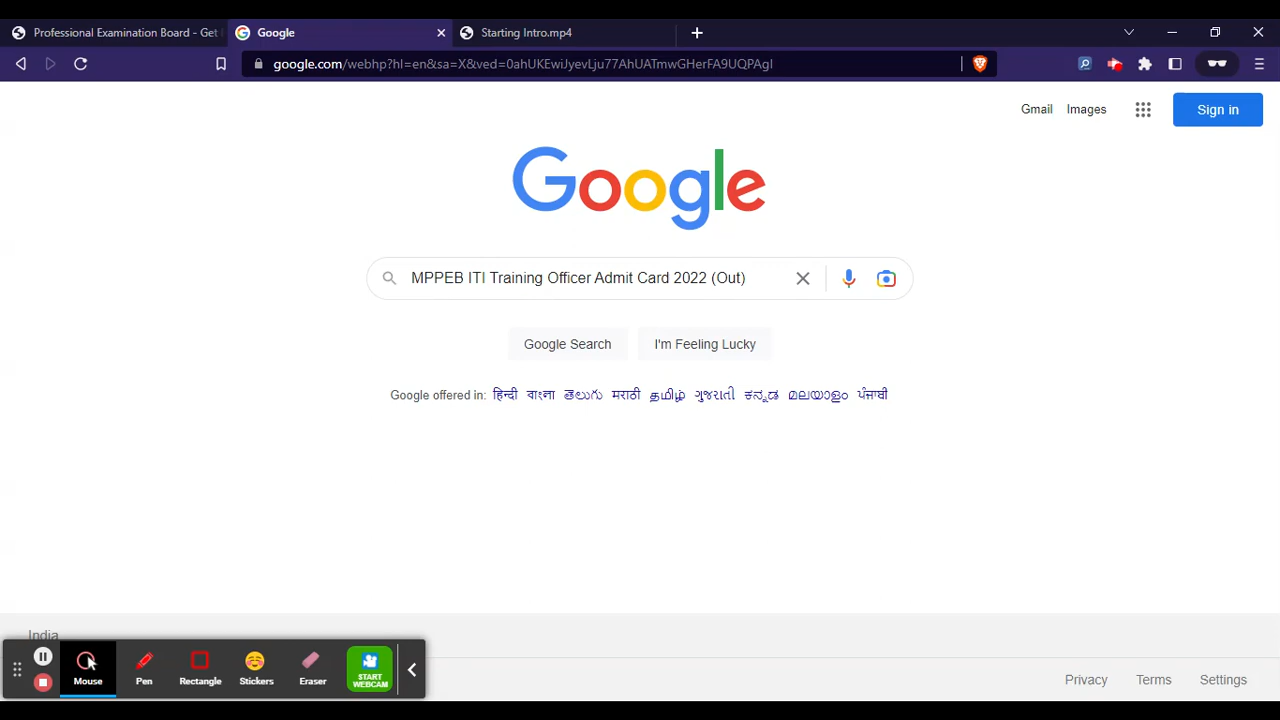 Professional Examination Board - Get
Google
Starting Intro.mp4
google.com/webhp?hl=en&sa=X&ved=0ahUKEwiJyevLju77AhUATmwGHerFA9UQPAgI
Gmail
Images
Sign in
Google
MPPEB ITI Training Officer Admit Card 2022 (Out)
Google Search
I'm Feeling Lucky
Google offered in: हिन्दी বাংলা తెలుగు मराठी தமிழ் ગુજરાતી ಕನ್ನಡ മലയാളം ਪੰਜਾਬੀ
India
Mouse
Pen
Rectangle
Stickers
Eraser
START
WEBCAM
Privacy
Terms
Settings